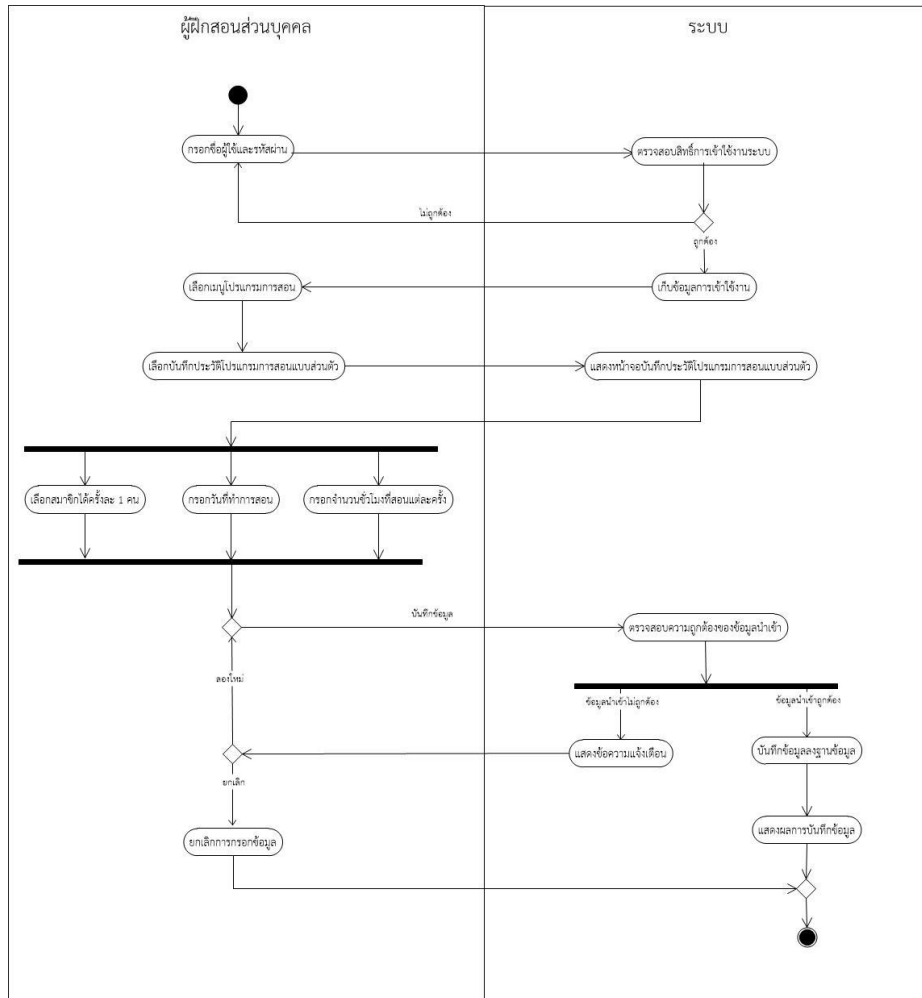 ผู้ฝึกสอนส่วนบุคคล
ระบบ
กรอกชื่อผู้ใช้และรหัสผ่าน
ตรวจสอบสิทธิ์การเข้าใช้งานระบบ
ไม่ถูกต้อง
ถูกต้อง
เลือกเมนูโปรแกรมการสอน
เก็บข้อมูลการเข้าใช้งาน
เลือกบันทึกประวัติโปรแกรมการสอนแบบส่วนตัว
แสดงหน้าจอบันทึกประวัติโปรแกรมการสอนแบบส่วนตัว
เลือกสมาชิกได้ครั้งละ 1 คน
กรอกวันที่ทำการสอน
กรอกจำนวนชั่วโมงที่สอนแต่ละครั้ง
บันทึกข้อมูล
ตรวจสอบความถูกต้องของข้อมูลนำเข้า
ลองใหม่
ข้อมูลนำเข้าไม่ถูกต้อง
ข้อมูลนำเข้าถูกต้อง
แสดงข้อความแจ้งเตือน
บันทึกข้อมูลลงฐานข้อมูล
ยกเลิก
แสดงผลการบันทึกข้อมูล
ยกเลิกการกรอกข้อมูล